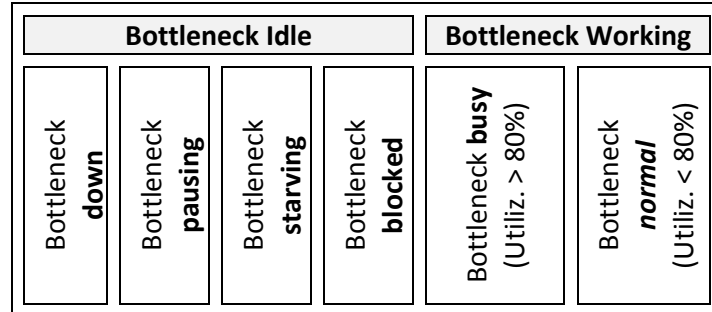 Bottleneck Idle
Bottleneck Working
Bottleneck
down
Bottleneck
pausing
Bottleneck
starving
Bottleneck
blocked
Bottleneck busy
(Utiliz. > 80%)
Bottleneck
normal
(Utiliz. < 80%)